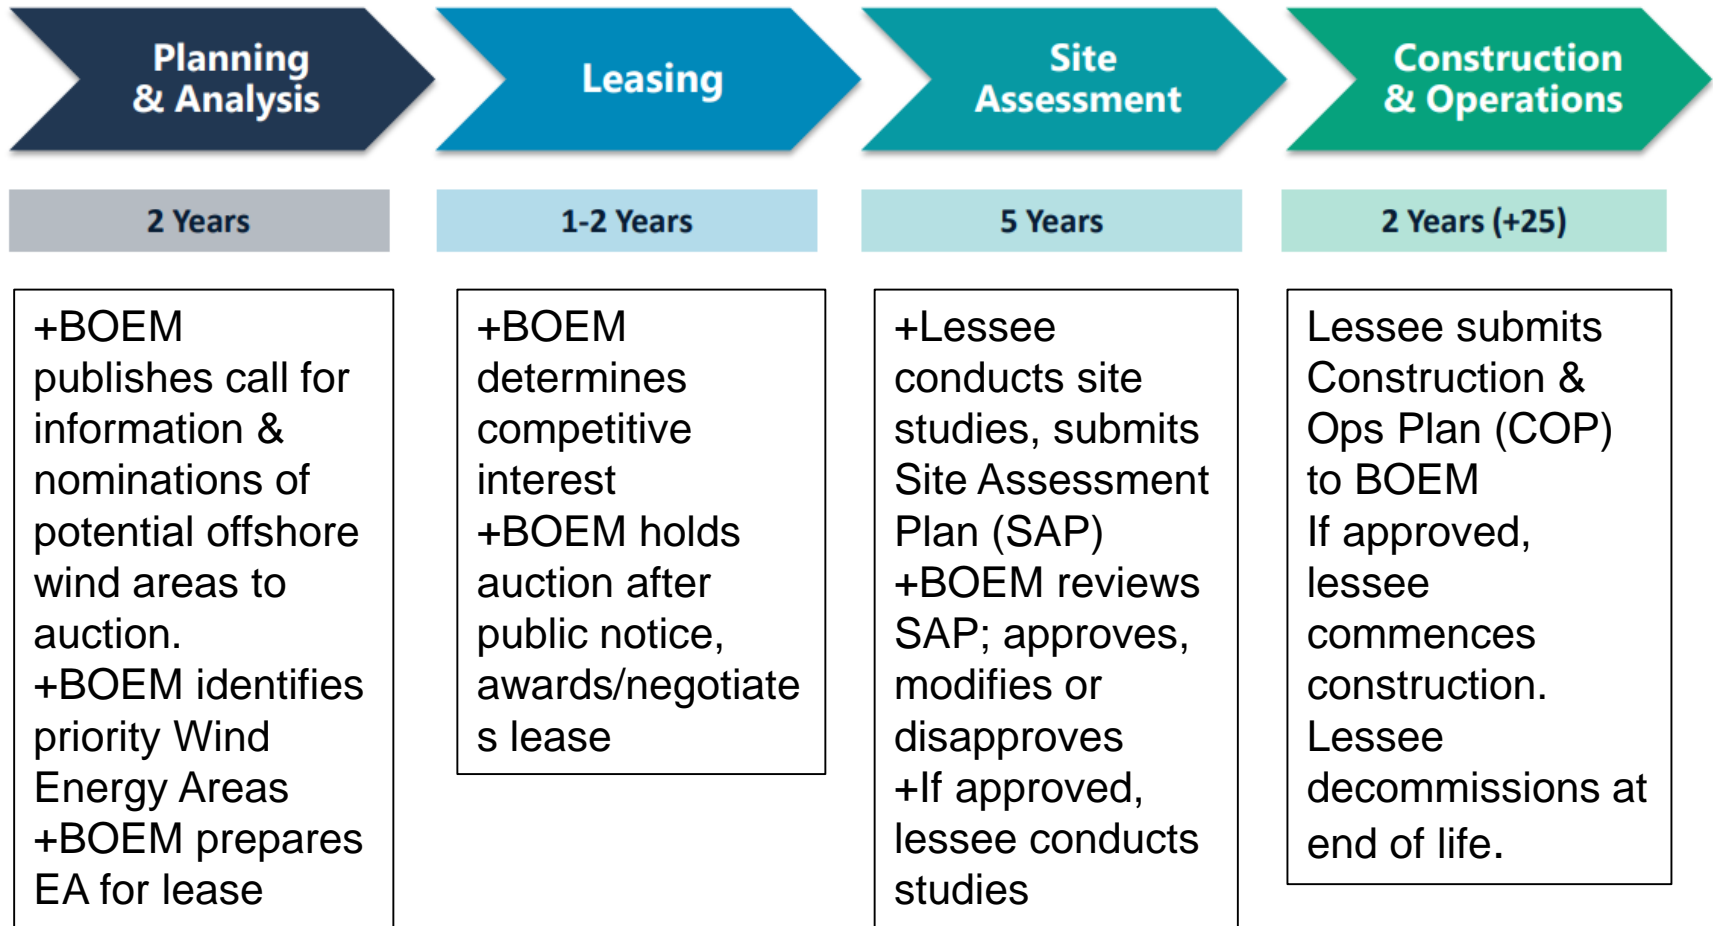 Planning
& Analysis
Leasing
Site
Assessment
Construction
& Operations
2 Years
1-2 Years
5 Years
2 Years (+25)
+BOEM
publishes call for
information &
nominations of
potential offshore
wind areas to
auction.
+BOEM identifies
priority Wind
Energy Areas
+BOEM prepares
EA for lease
+BOEM
determines
competitive
interest
+BOEM holds
auction after
public notice,
awards/negotiate
s lease
+Lessee
conducts site
studies, submits
Site Assessment
Plan (SAP)
+BOEM reviews
SAP; approves,
modifies or
disapproves
+If approved,
lessee conducts
studies
Lessee submits
Construction &
Ops Plan (COP)
to BOEM
If approved,
lessee
commences
construction.
Lessee
decommissions at
end of life.